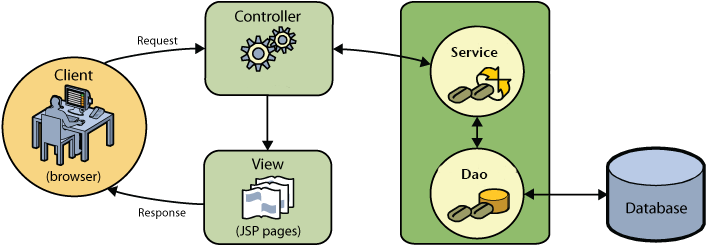 Controller
Request
Client
(browser)
Service
View
(JSP pages)
Response
Dao
Database